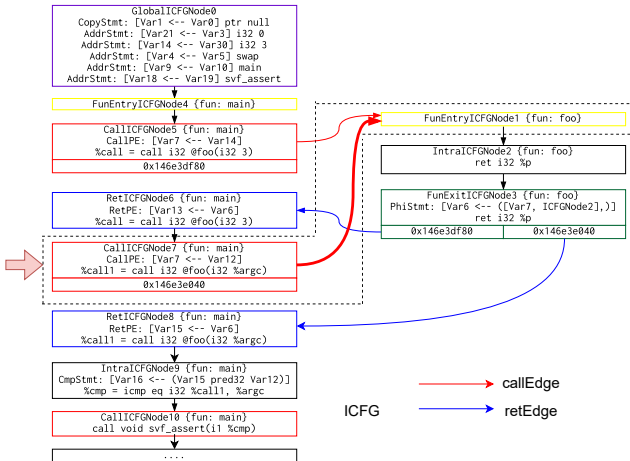 GlobalICFGNode0
CopyStmt: [Var1 <-- Var0] ptr null
AddrStmt: [Var21 <-- Var3] i32 0
AddrStmt: [Var14 <-- Var30] i32 3
AddrStmt: [Var4 <-- Var5] swap
AddrStmt: [Var9 <-- Var10] main
AddrStmt: [Var18 <-- Var19] svf_assert
FunEntryICFGNode4 {fun: main}
CallICFGNode5 {fun: main}
CallPE: [Var7 <-- Var14]
%call = call i32 @foo(i32 3)
0x146e3df80
RetICFGNode6 {fun: main}
RetPE: [Var13 <-- Var6]
%call = call i32 @foo(i32 3)
CallICFGNode7 {fun: main}
CallPE: [Var7 <-- Var12]
%call1 = call i32 @foo(i32 %argc)
0x146e3e040
RetICFGNode8 {fun: main}
RetPE: [Var15 <-- Var6]
%call1 = call i32 @foo(i32 %argc)
IntraICFGNode9 {fun: main}
CmpStmt: [Var16 <-- (Var15 pred32 Var12)]
%cmp = icmp eq i32 %call1, %argc
CallICFGNode10 {fun: main}
call void svf_assert(i1 %cmp)
....
FunEntryICFGNode1 {fun: foo}
IntraICFGNode2 {fun: foo}
ret i32 %p
FunExitICFGNode3 {fun: foo}
PhiStmt: [Var6 <-- ([Var7, ICFGNode2],)]
ret i32 %p
0x146e3df80 0x146e3e040
ICFG
callEdge
retEdge